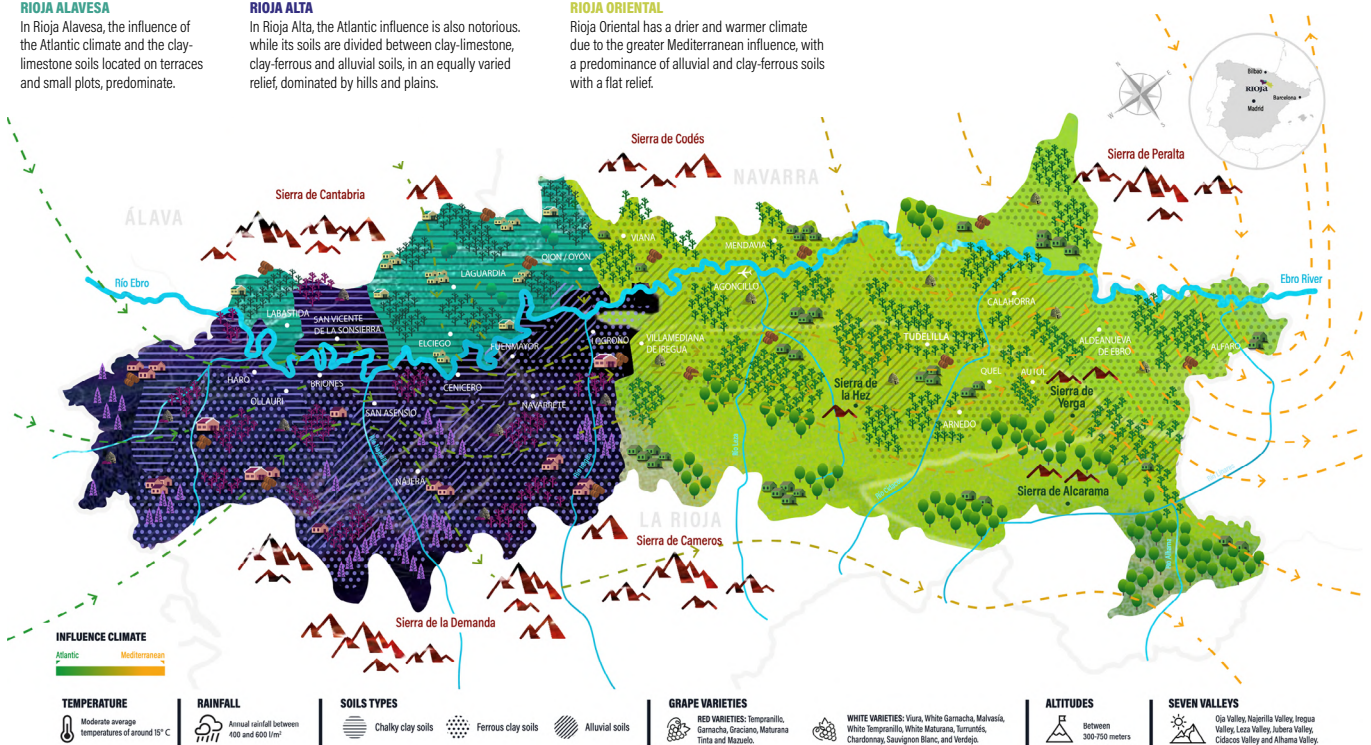 RIOJA ALAVESA
In Rioja Alavesa, the influence of
the Atlantic climate and the clay-
limestone soils located on terraces
and small plots, predominate.
RIOJA ALTA
In Rioja Alta, the Atlantic influence is also notorious.
while its soils are divided between clay-limestone,
clay-ferrous and alluvial soils, in an equally varied
relief, dominated by hills and plains.
RIOJA ORIENTAL
Rioja Oriental has a drier and warmer climate
due to the greater Mediterranean influence, with
a predominance of alluvial and clay-ferrous soils
with a flat relief.
Bilbao
RIOJA
Barcelona
Madrid
Sierra de Codés
Sierra de Peralta
NAVARRA
Sierra de Cantabria
ÁLAVA
VIANA
MENDAVIA
OION / OYÓN
LAGUARDIA
Río Ebro
Ebro River
AGONCILLO
CALAHORRA
LABASTIDA
SAN VICENTE
DE LA SONSIERRA
ELCIEGO
FUENMAYOR
LOGROÑO
VILLAMEDIANA
DE IREGUA
TUDELILLA
ALDEANUEVA
DE EBRO
ALFARO
HARO
BRIONES
CENICERO
QUEL
AUTOL
OLLAURI
SAN ASENSIO
NAVARRETE
Sierra de
la Hez
Sierra de
Yerga
ARNEDO
NÁJERA
Río Leza
Sierra de Alcarama
LA RIOJA
Sierra de Cameros
Río Alhama
Sierra de la Demanda
INFLUENCE CLIMATE
Atlantic
Mediterranean
TEMPERATURE
Moderate average
temperatures of around 15° C
RAINFALL
Annual rainfall between
400 and 600 l/m²
SOILS TYPES
Chalky clay soils
Ferrous clay soils
Alluvial soils
GRAPE VARIETIES
RED VARIETIES: Tempranillo,
Garnacha, Graciano, Maturana
Tinta and Mazuelo.
WHITE VARIETIES: Viura, White Garnacha, Malvasía,
White Tempranillo, White Maturana, Turruntés,
Chardonnay, Sauvignon Blanc, and Verdejo.
ALTITUDES
Between
300-750 meters
SEVEN VALLEYS
Oja Valley, Najerilla Valley, Iregua
Valley, Leza Valley, Jubera Valley,
Cidacos Valley and Alhama Valley.